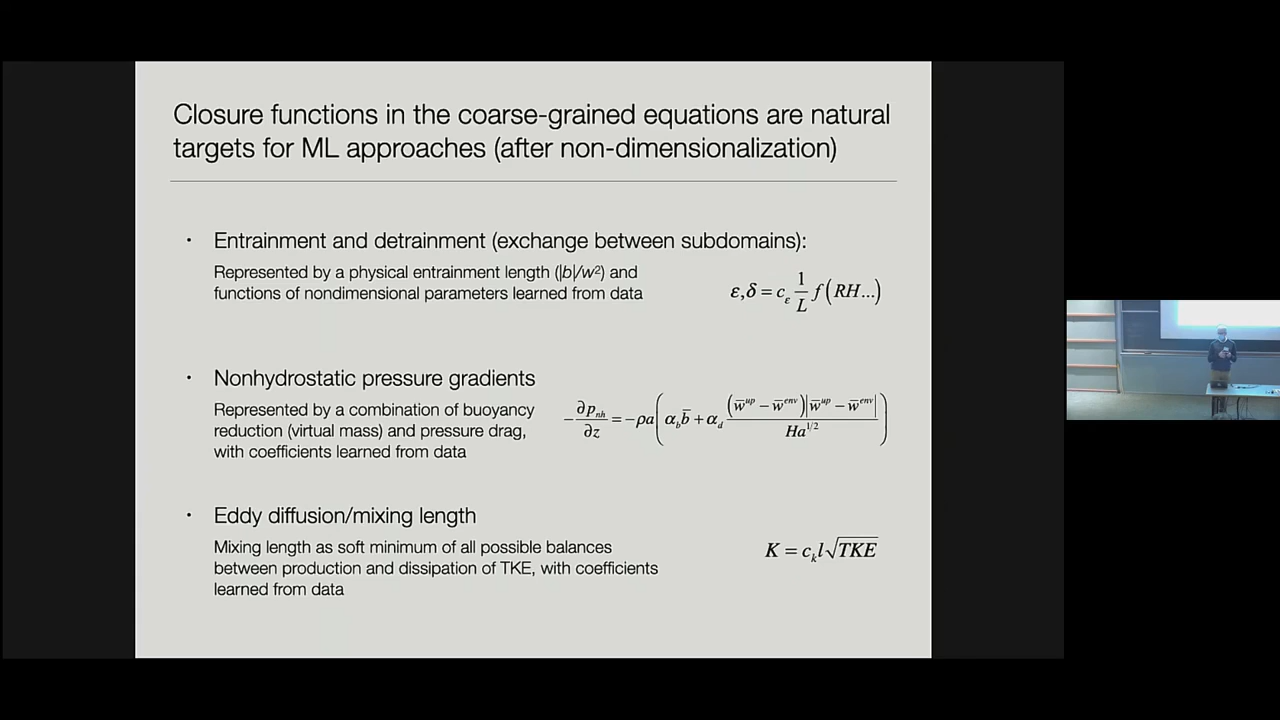 Closure functions in the coarse-grained equations are natural
targets for ML approaches (after non-dimensionalization)
• Entrainment and detrainment (exchange between subdomains):
Represented by a physical entrainment length (|b|/w²) and
functions of nondimensional parameters learned from data
ε,δ = c_ε 1/L f(RH...)
• Nonhydrostatic pressure gradients
Represented by a combination of buoyancy
reduction (virtual mass) and pressure drag,
with coefficients learned from data
−∂p_nh/∂z = −ρa(α_b b̄ + α_d (w̄^up − w̄^env)|w̄^up − w̄^env| / Ha^1/2)
• Eddy diffusion/mixing length
Mixing length as soft minimum of all possible balances
between production and dissipation of TKE, with coefficients
learned from data
K = c_k l√TKE